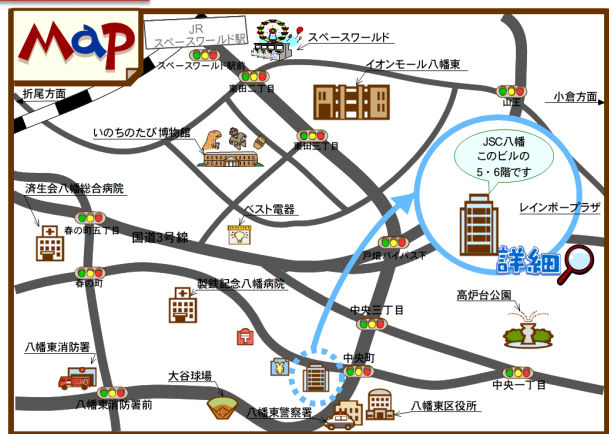 Map
JR
スペースワールド駅
スペースワールド
スペースワールド駅前
東田二丁目
イオンモール八幡東
折尾方面
山王
小倉方面
いのちのたび博物館
東田三丁目
JSC八幡
このビルの
5・6階です
済生会八幡総合病院
春の町五丁目
ベスト電器
国道3号線
レインボープラザ
戸畑バイパス下
詳細
春の町
製鉄記念八幡病院
高炉台公園
中央三丁目
〒
¥
中央町
八幡東消防署
大谷球場
中央一丁目
八幡東消防署前
八幡東警察署
八幡東区役所